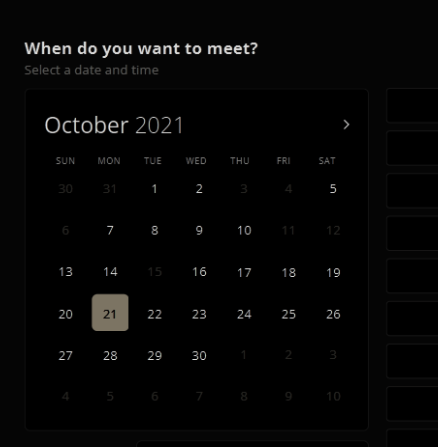 When do you want to meet?
Select a date and time
October 2021
SUN MON TUE WED THU FRI SAT
30 31 1 2 3 4 5
6 7 8 9 10 11 12
13 14 15 16 17 18 19
20 21 22 23 24 25 26
27 28 29 30 1 2 3
4 5 6 7 8 9 10